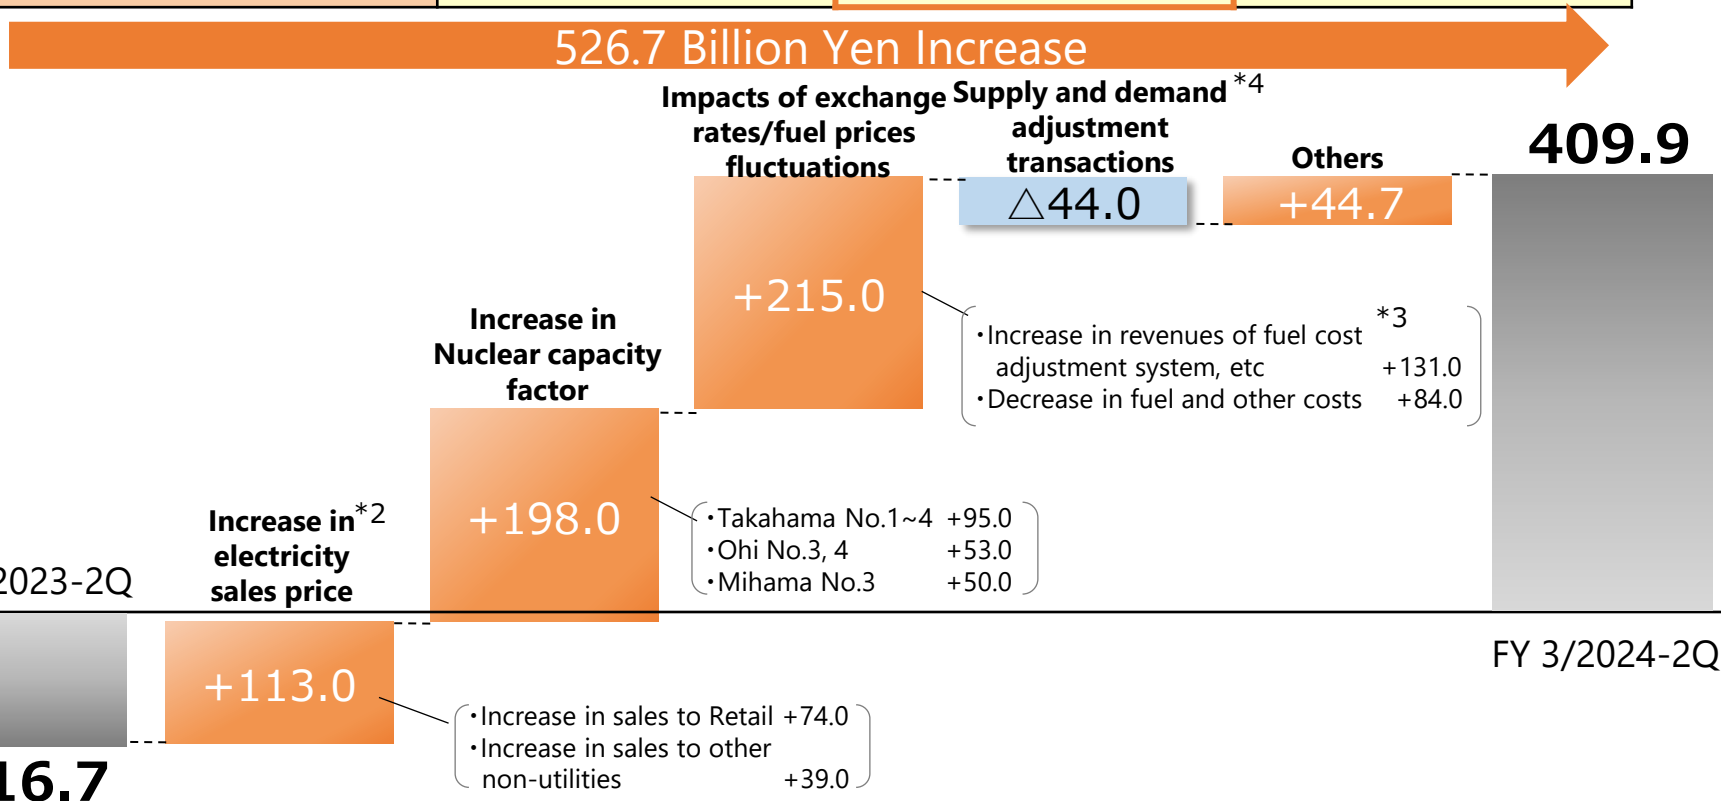 526.7 Billion Yen Increase
Impacts of exchange
rates/fuel prices
fluctuations
Supply and demand *4
adjustment
transactions
Others
409.9
+215.0
△44.0
+44.7
・Increase in revenues of fuel cost *3
adjustment system, etc +131.0
・Decrease in fuel and other costs +84.0
Increase in
Nuclear capacity
factor
+198.0
・Takahama No.1~4 +95.0
・Ohi No.3, 4 +53.0
・Mihama No.3 +50.0
Increase in *2
electricity
sales price
2023-2Q
FY 3/2024-2Q
+113.0
・Increase in sales to Retail +74.0
・Increase in sales to other
non-utilities +39.0
16.7